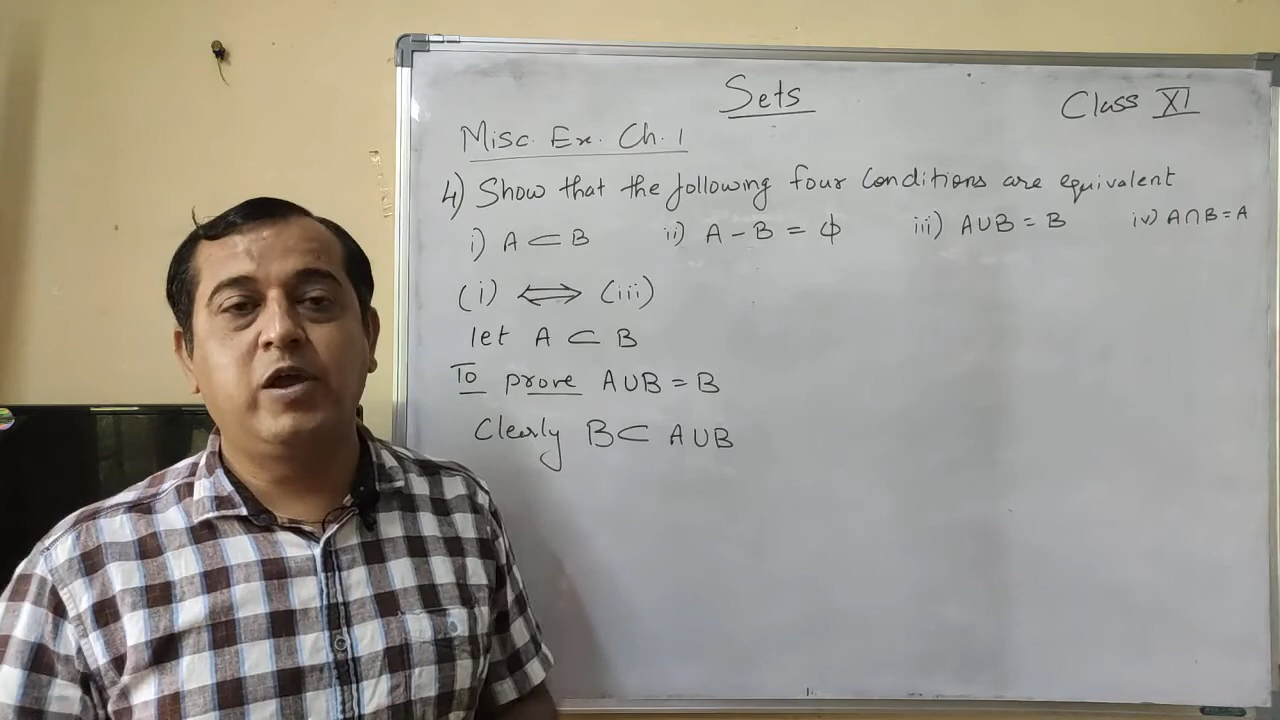 Sets
Class XI
Misc. Ex. Ch. 1
4) Show that the following four Conditions are equivalent
i) A ⊂ B ii) A - B = ϕ iii) A∪B = B iv) A∩B = A
(i) ⟺ (iii)
let A ⊂ B
To prove A∪B = B
Clearly B ⊂ A∪B